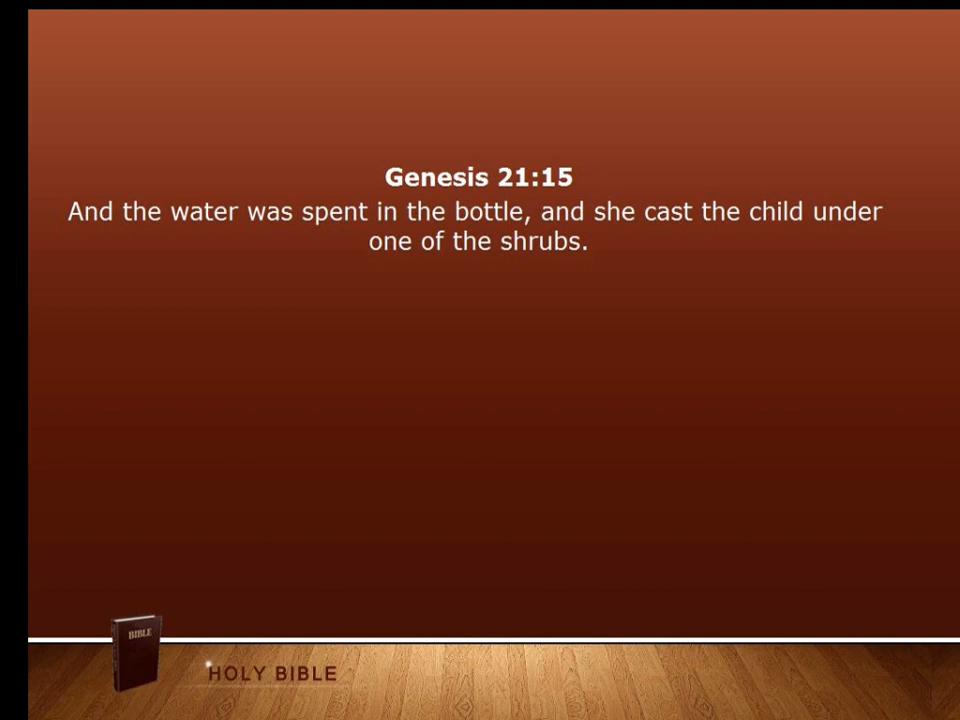 Genesis 21:15
And the water was spent in the bottle, and she cast the child under
one of the shrubs.
BIBLE
HOLY BIBLE